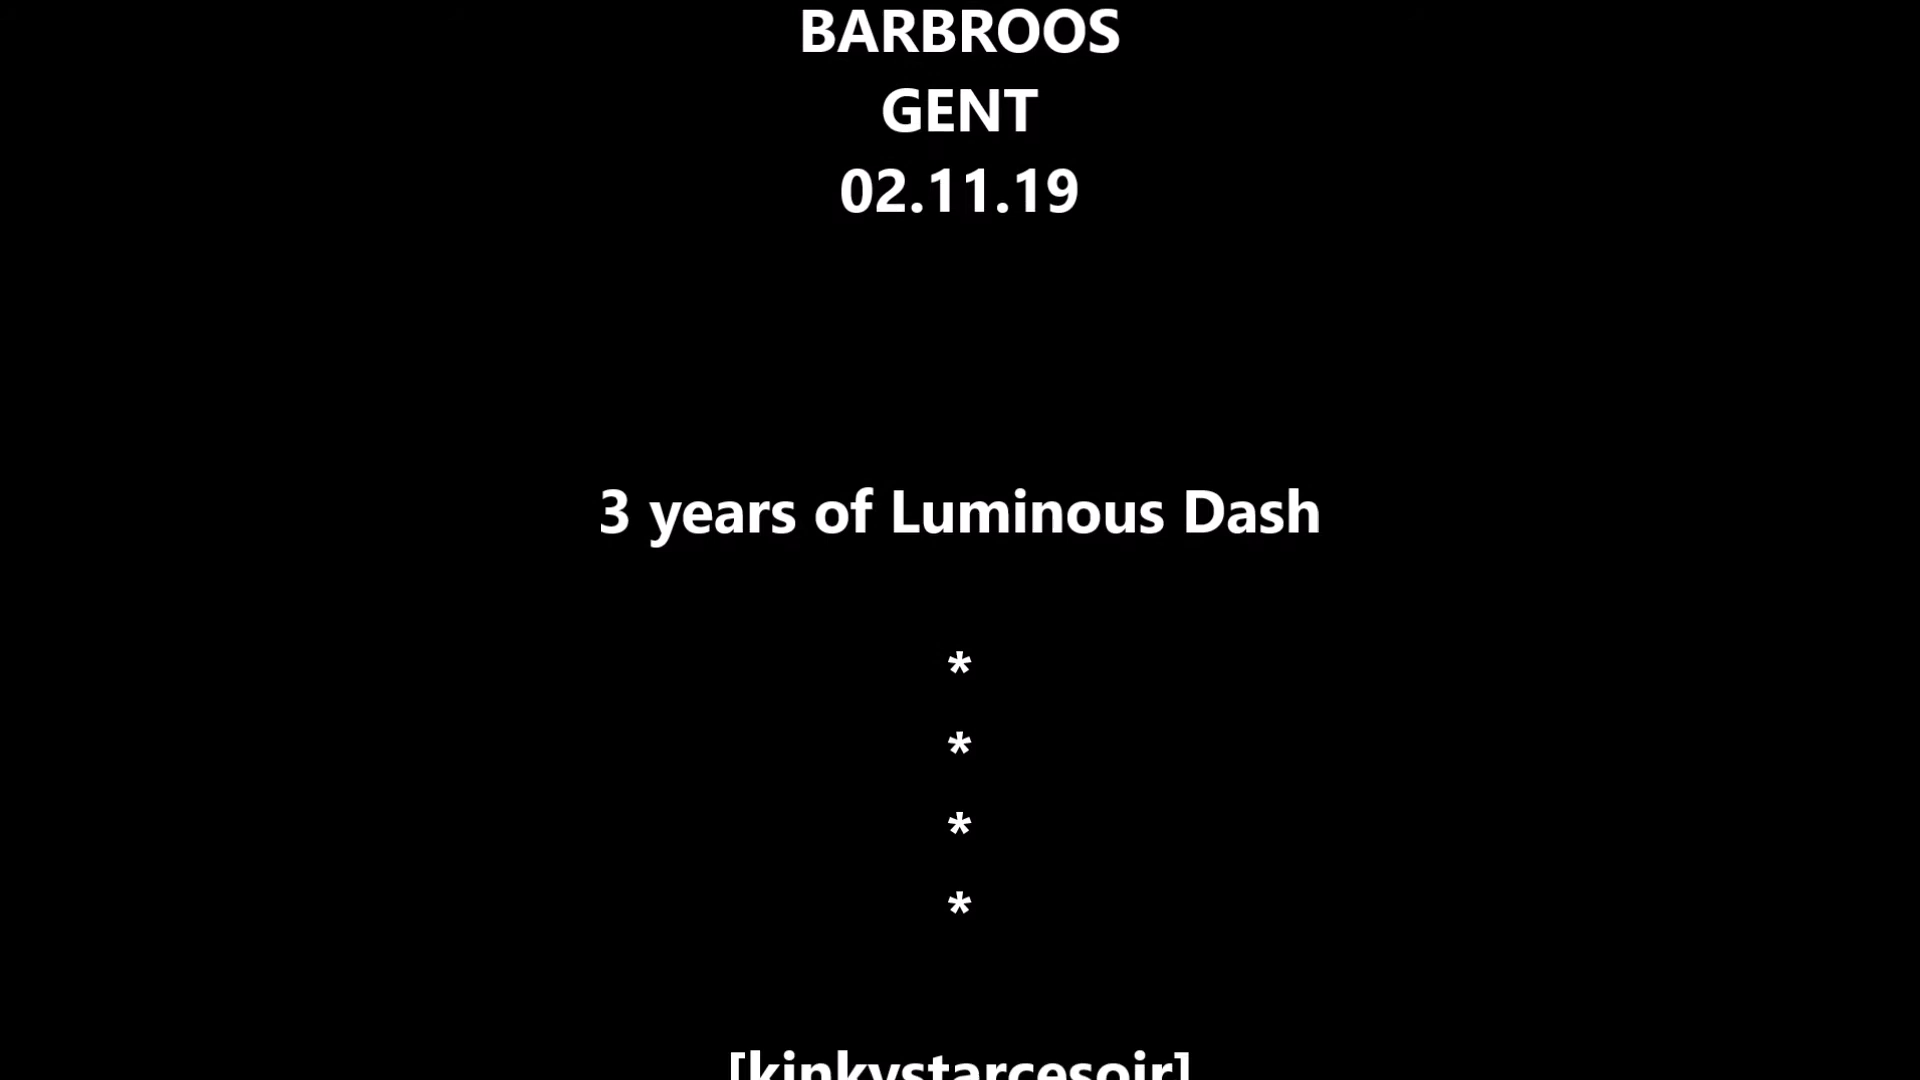 BARBROOS
GENT
02.11.19
3 years of Luminous Dash
*
*
*
*
[kinkystarcesoir]